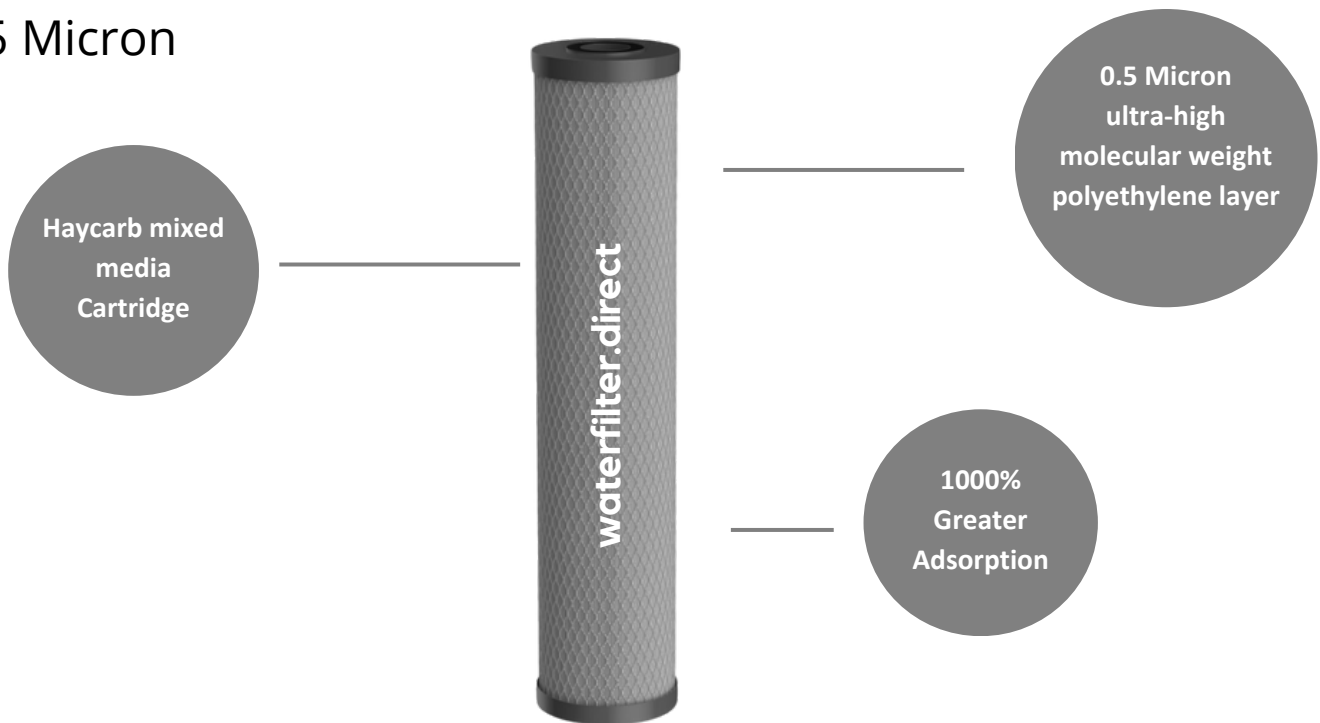 5 Micron
0.5 Micron
ultra-high
molecular weight
polyethylene layer
Haycarb mixed
media
Cartridge
waterfilter.direct
1000%
Greater
Adsorption